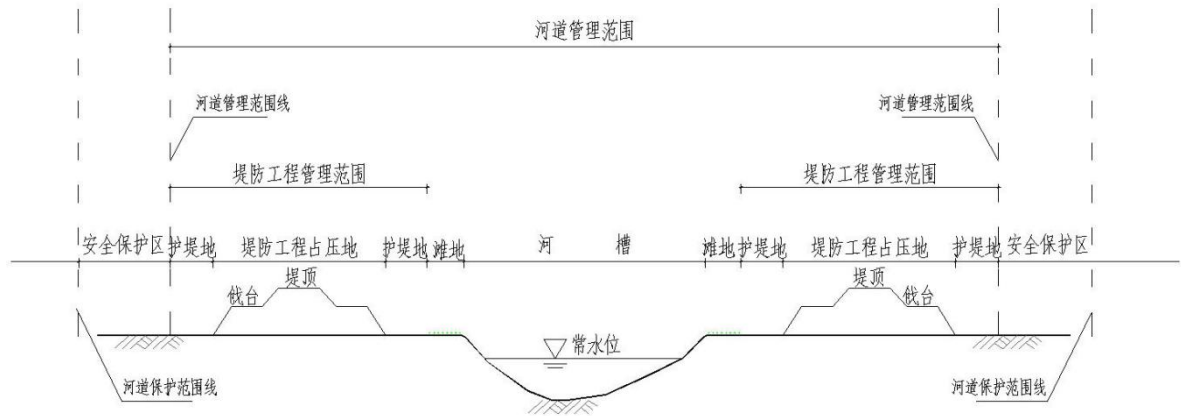 河道管理范围
河道管理范围线
河道管理范围线
堤防工程管理范围
堤防工程管理范围
安全保护区 护堤地 堤防工程占压地 护堤地 滩地 河 槽 滩地 护堤地 堤防工程占压地 护堤地 安全保护区
堤顶
堤顶
戗台
戗台
常水位
河道保护范围线
河道保护范围线